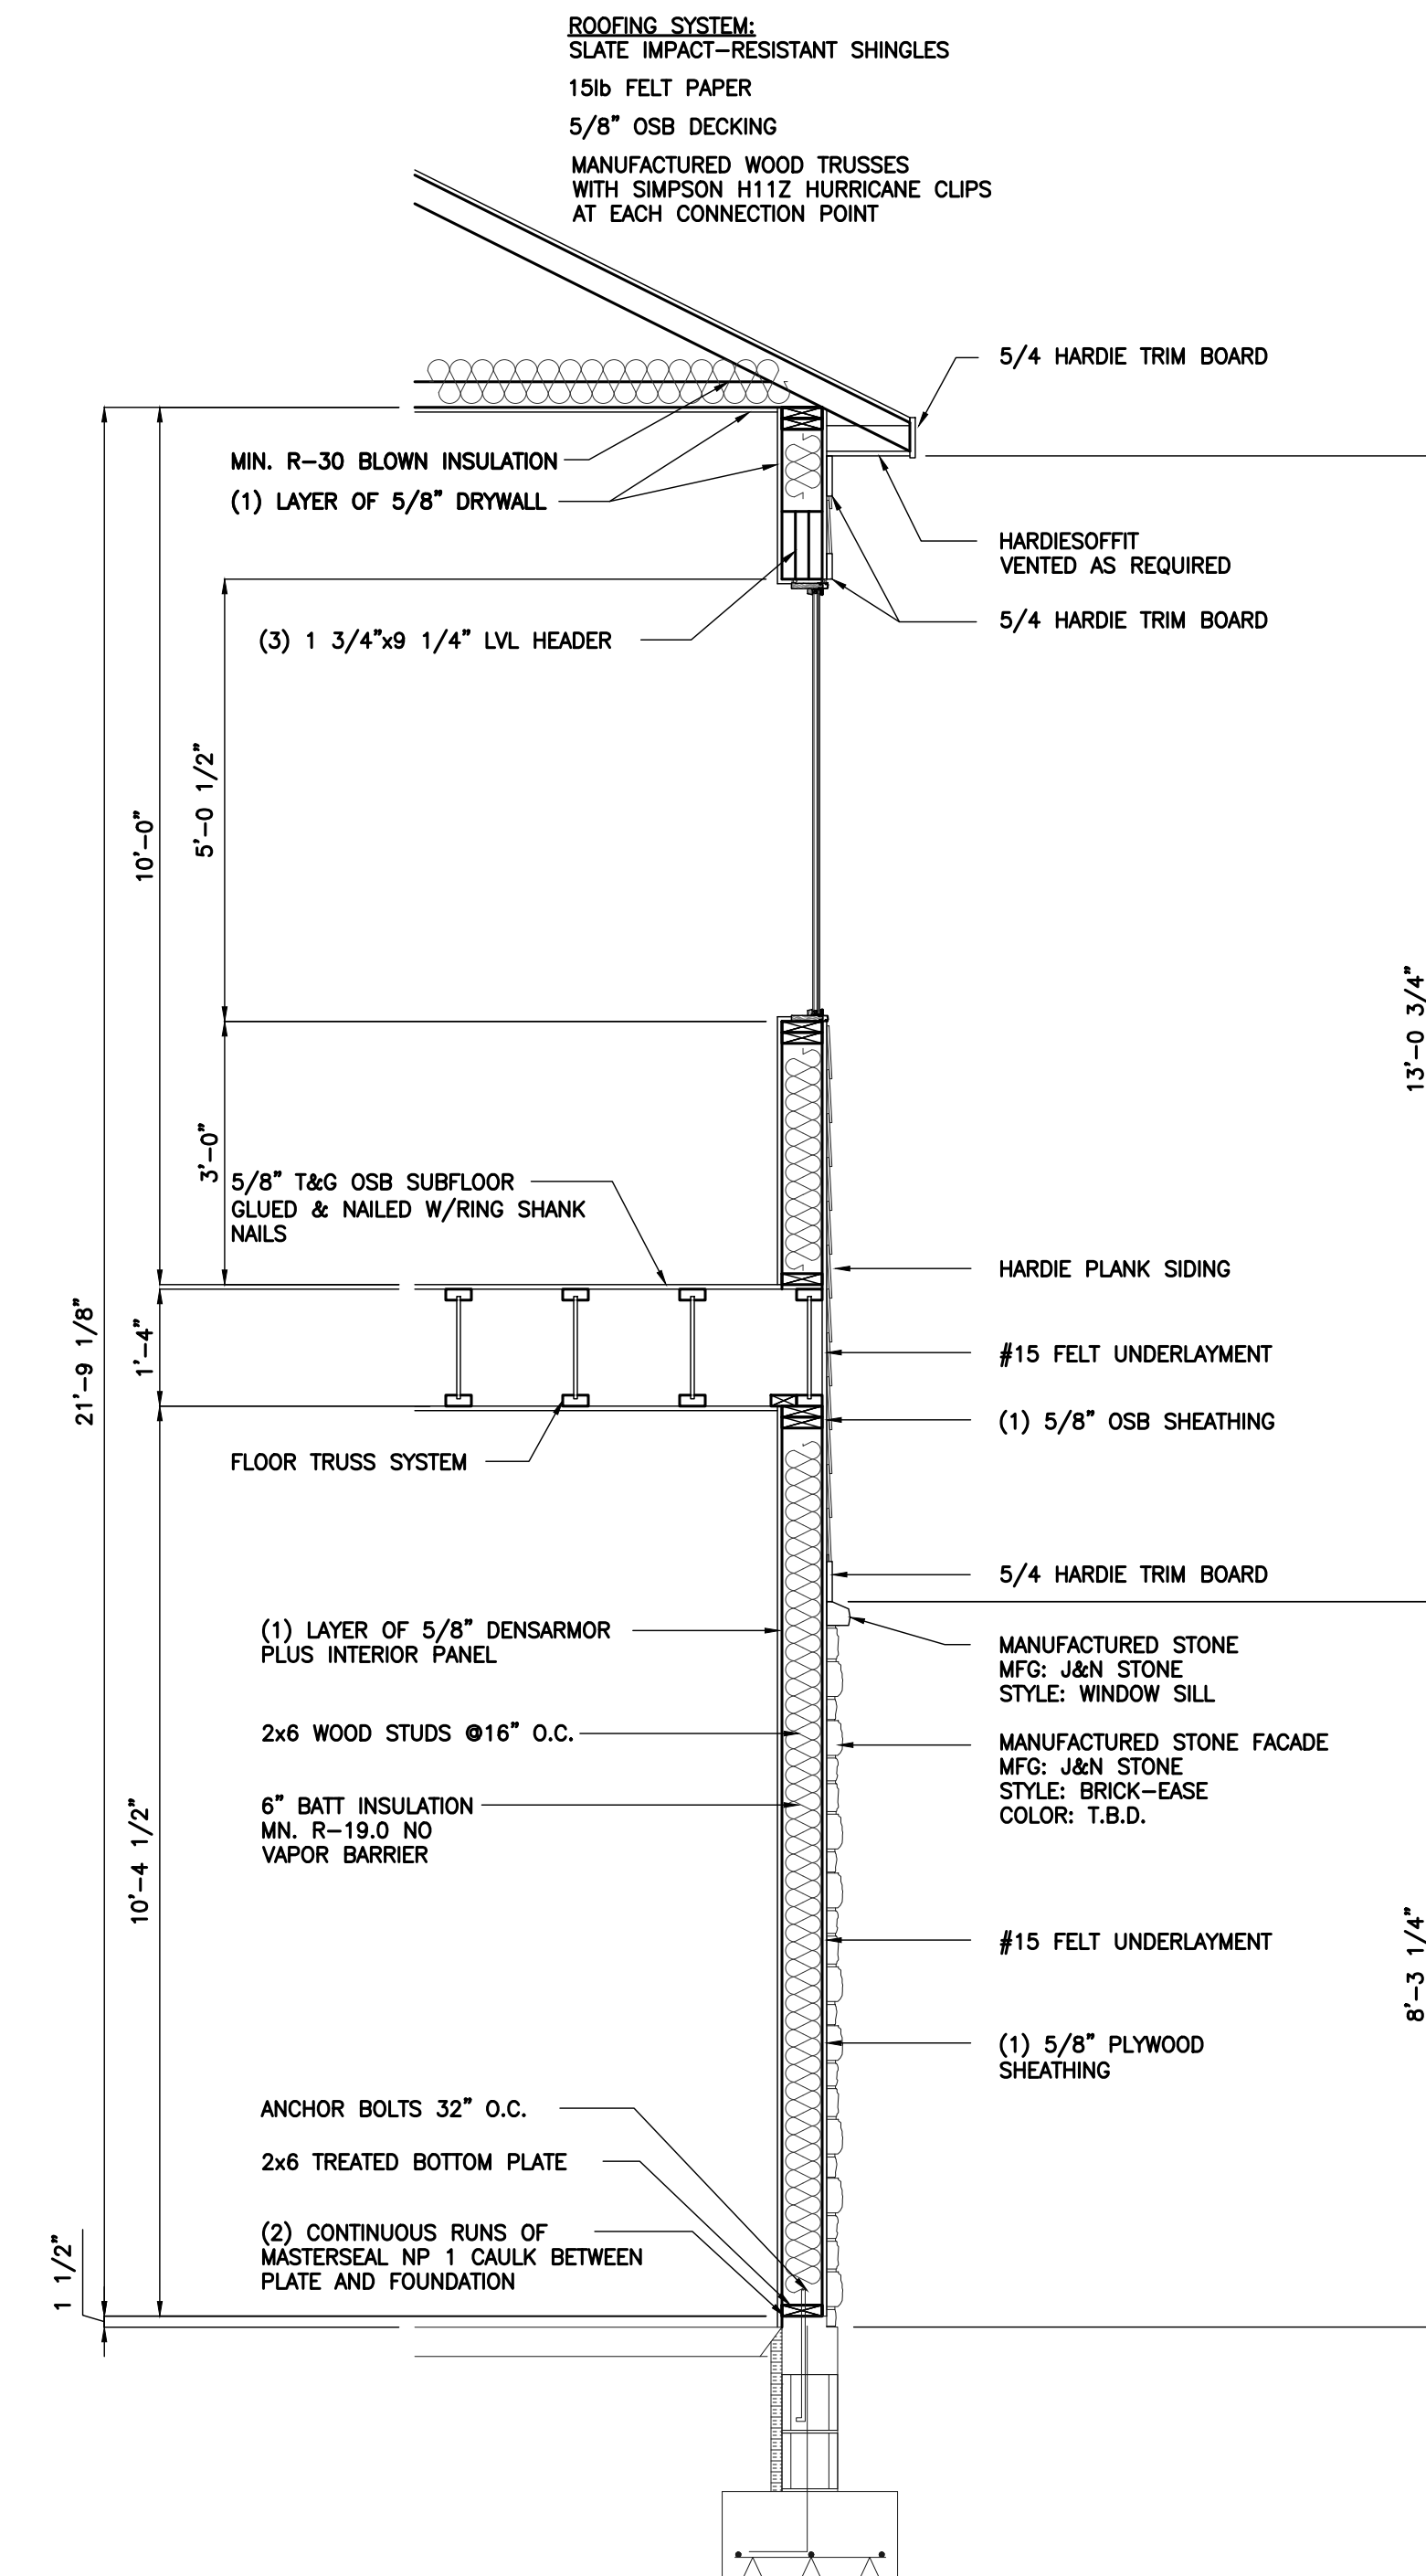 ROOFING SYSTEM:
SLATE IMPACT-RESISTANT SHINGLES
15lb FELT PAPER
5/8" OSB DECKING
MANUFACTURED WOOD TRUSSES
WITH SIMPSON H11Z HURRICANE CLIPS
AT EACH CONNECTION POINT
5/4 HARDIE TRIM BOARD
MIN. R-30 BLOWN INSULATION
(1) LAYER OF 5/8" DRYWALL
HARDIESOFFIT
VENTED AS REQUIRED
5/4 HARDIE TRIM BOARD
(3) 1 3/4"x9 1/4" LVL HEADER
5'-0 1/2"
10'-0"
13'-0 3/4"
3'-0"
5/8" T&G OSB SUBFLOOR
GLUED & NAILED W/RING SHANK
NAILS
HARDIE PLANK SIDING
21'-9 1/8"
1'-4"
#15 FELT UNDERLAYMENT
(1) 5/8" OSB SHEATHING
FLOOR TRUSS SYSTEM
5/4 HARDIE TRIM BOARD
(1) LAYER OF 5/8" DENSARMOR
PLUS INTERIOR PANEL
MANUFACTURED STONE
MFG: J&N STONE
STYLE: WINDOW SILL
2x6 WOOD STUDS @16" O.C.
MANUFACTURED STONE FACADE
MFG: J&N STONE
STYLE: BRICK-EASE
COLOR: T.B.D.
6" BATT INSULATION
MN. R-19.0 NO
VAPOR BARRIER
10'-4 1/2"
#15 FELT UNDERLAYMENT
8'-3 1/4"
(1) 5/8" PLYWOOD
SHEATHING
ANCHOR BOLTS 32" O.C.
2x6 TREATED BOTTOM PLATE
(2) CONTINUOUS RUNS OF
MASTERSEAL NP 1 CAULK BETWEEN
PLATE AND FOUNDATION
1 1/2"